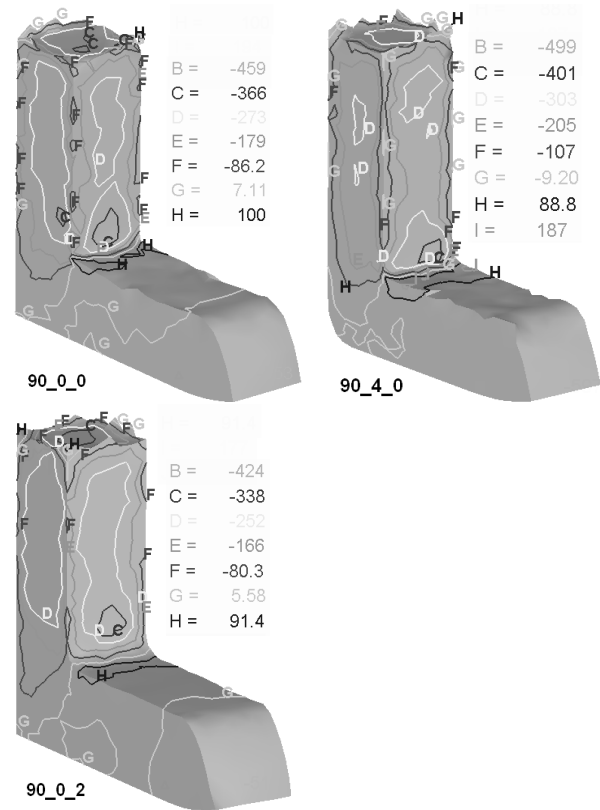 B = -459
C = -366
D = -273
E = -179
F = -86.2
G = 7.11
H = 100
90_0_0
B = -499
C = -401
D = -303
E = -205
F = -107
G = -9.20
H = 88.8
I = 187
90_4_0
B = -424
C = -338
D = -252
E = -166
F = -80.3
G = 5.58
H = 91.4
90_0_2